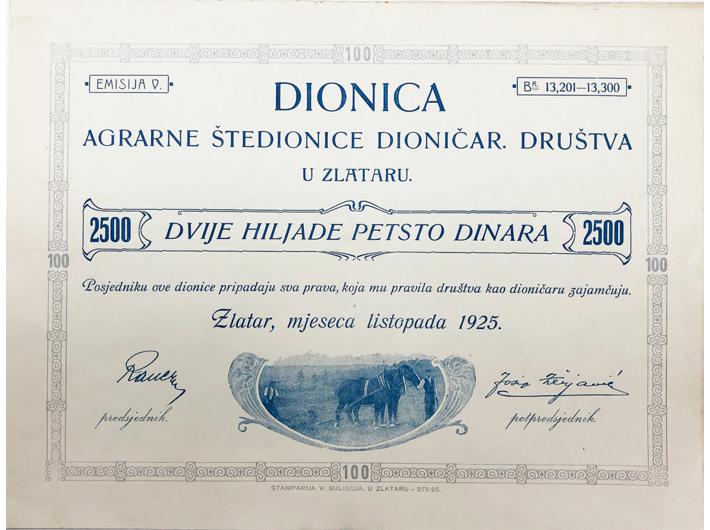 100
EMISIJA V.
Br. 13,201—13,300
DIONICA
AGRARNE ŠTEDIONICE DIONIČAR. DRUŠTVA
U ZLATARU.
2500 DVIJE HILJADE PETSTO DINARA 2500
100 100
Posjedniku ove dionice pripadaju sva prava, koja mu pravila društva kao dioničaru zajamčuju.
Zlatar, mjeseca listopada 1925.
predsjednik.
potpredsjednik.
100
ŠTAMPARIJA V. SULIGOJA, U ZLATARU – 275-25.